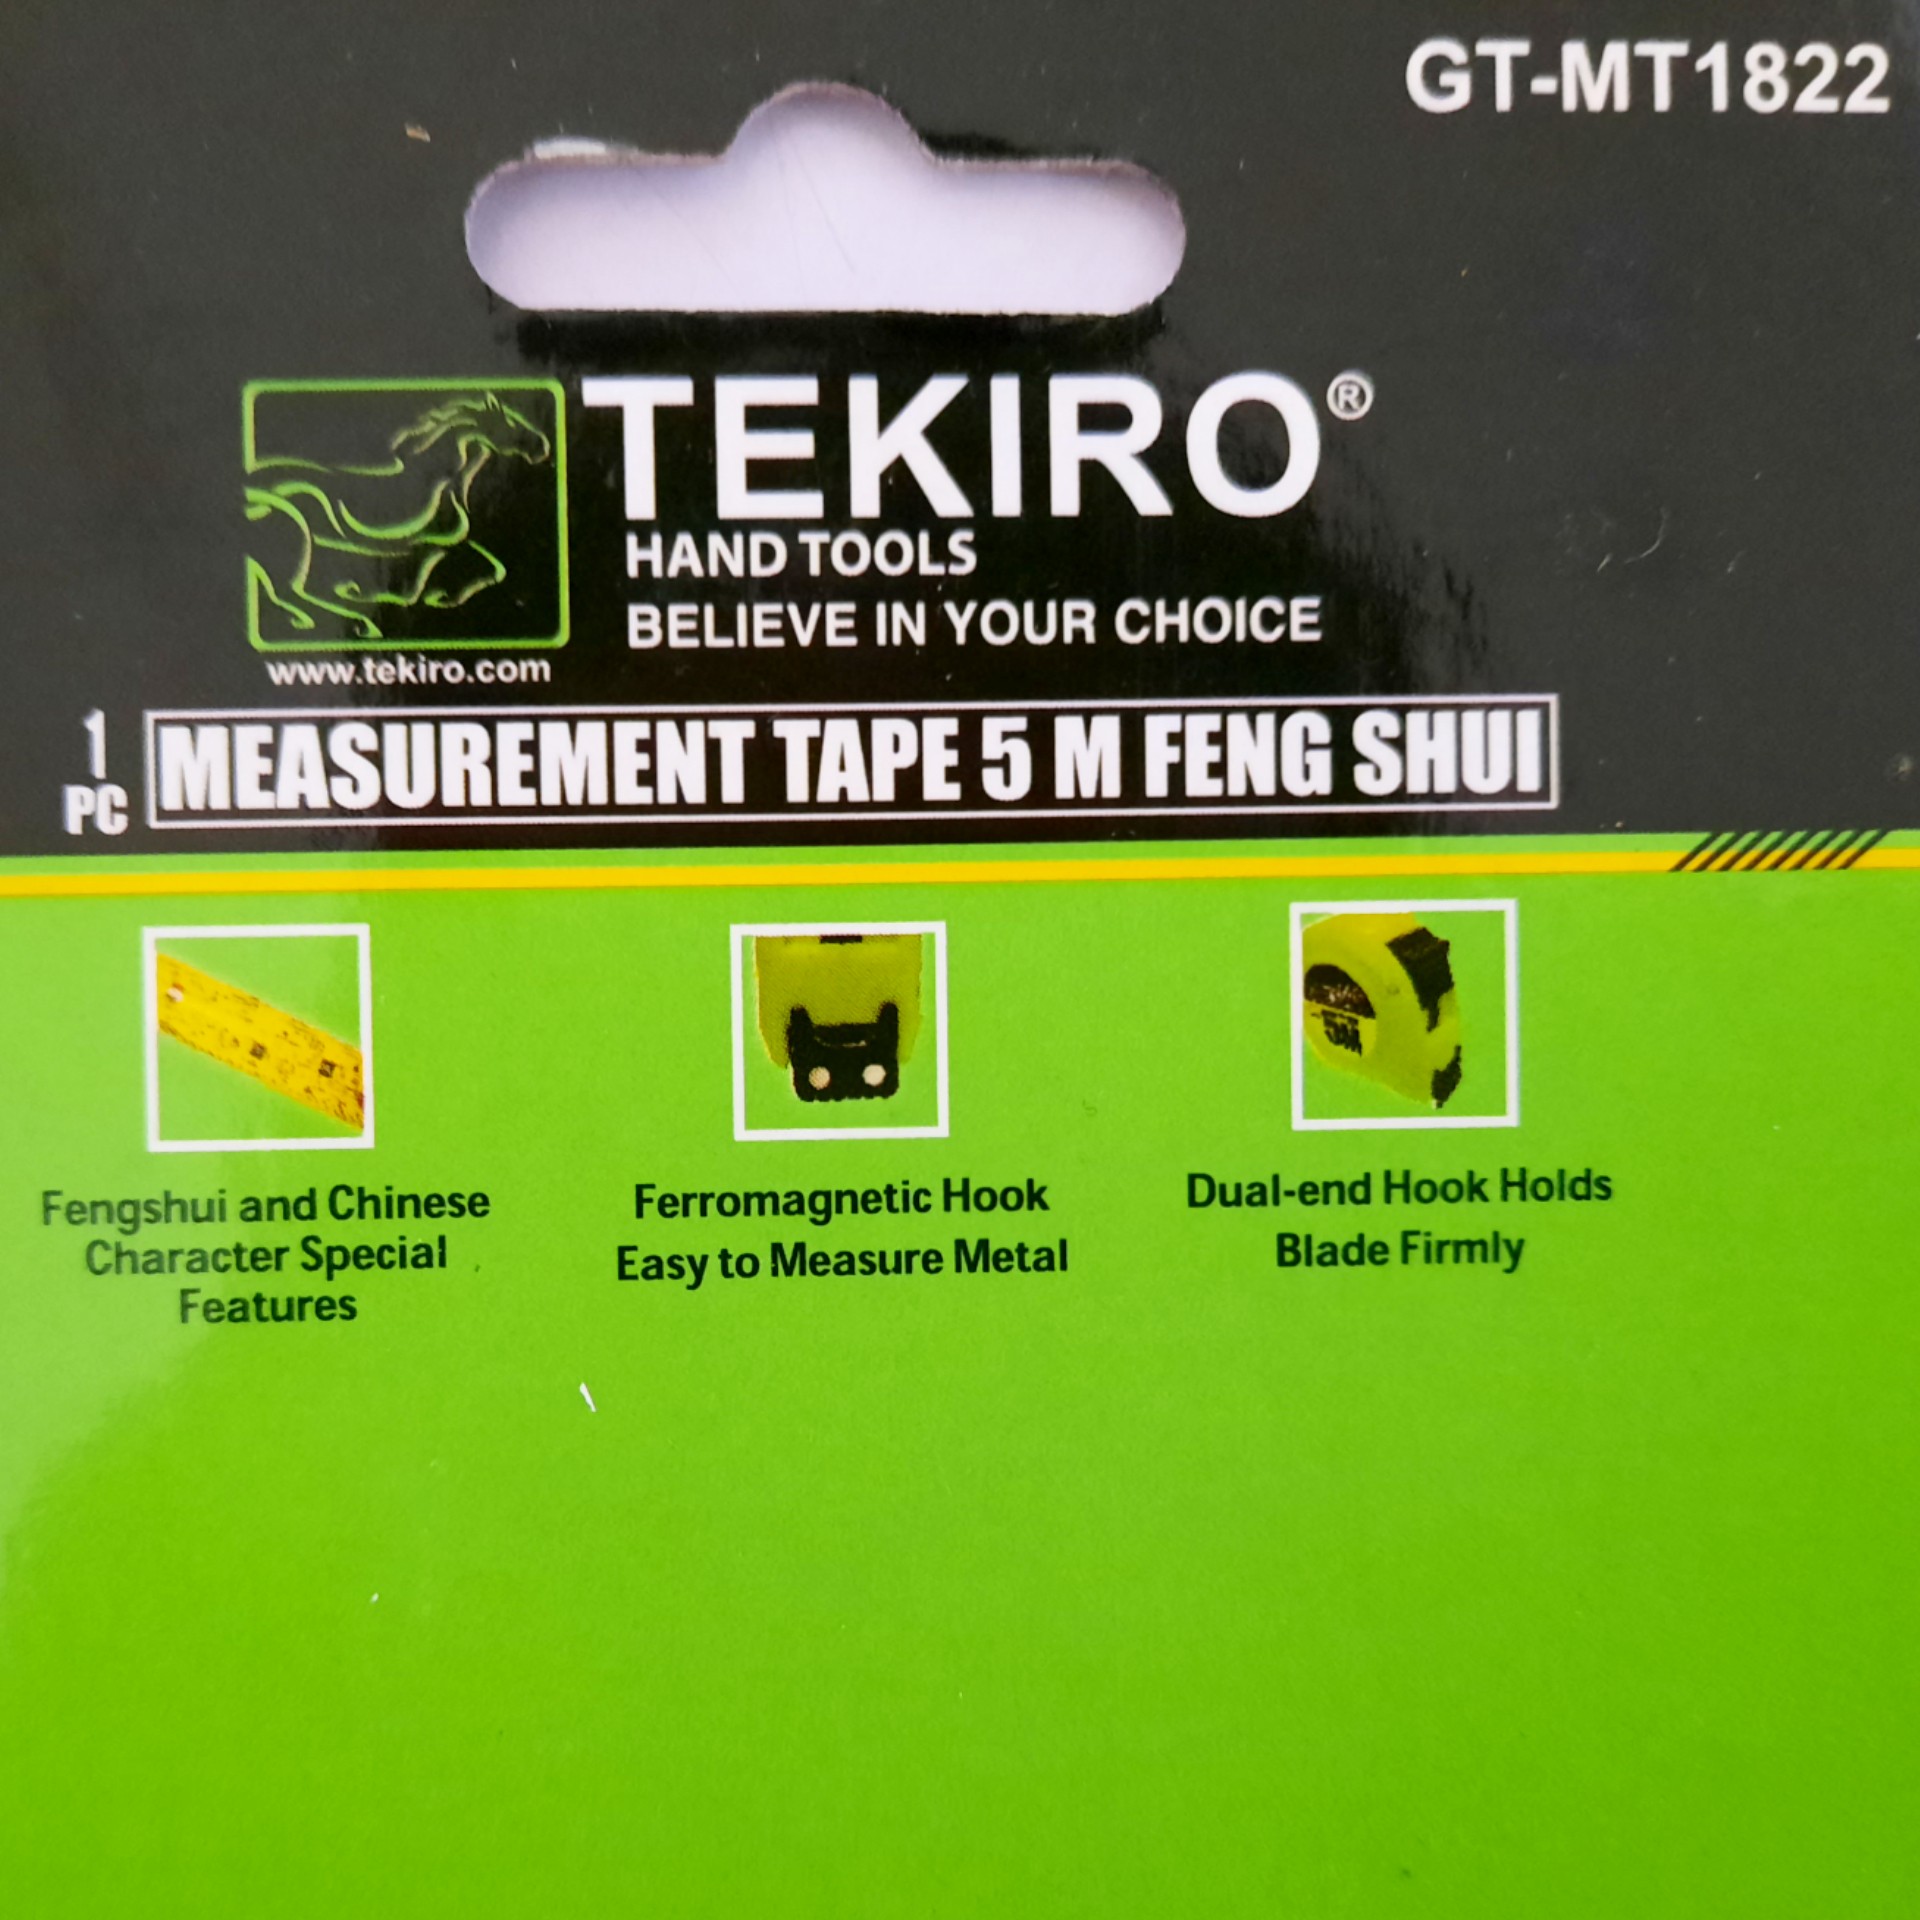 GT-MT1822
TEKIRO®
HAND TOOLS
BELIEVE IN YOUR CHOICE
www.tekiro.com
1
PC
MEASUREMENT TAPE 5 M FENG SHUI
5M
Fengshui and Chinese
Character Special
Features
Ferromagnetic Hook
Easy to Measure Metal
Dual-end Hook Holds
Blade Firmly